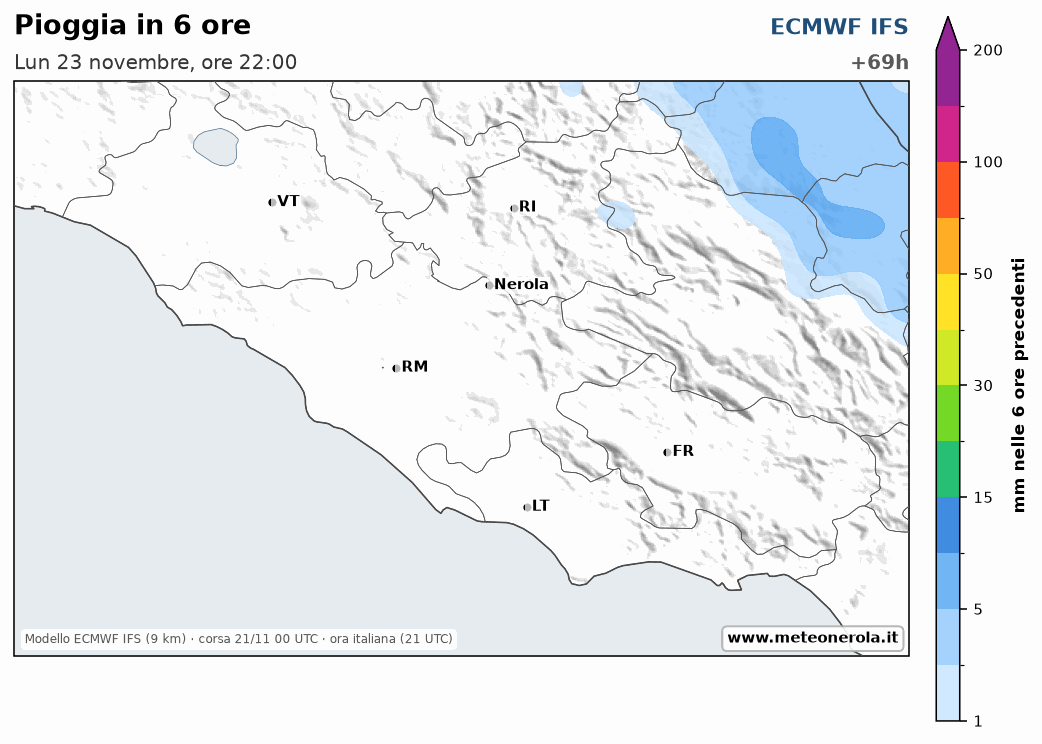 Pioggia in 6 ore
ECMWF IFS
Lun 23 novembre, ore 22:00
+69h
VT
RI
Nerola
RM
FR
LT
Modello ECMWF IFS (9 km) · corsa 21/11 00 UTC · ora italiana (21 UTC)
www.meteonerola.it
200
100
50
30
15
5
1
mm nelle 6 ore precedenti